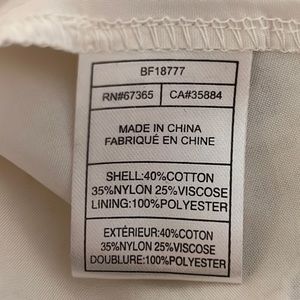 BF18777
RN#67365 CA#35884
MADE IN CHINA
FABRIQUÉ EN CHINE
SHELL:40%COTTON
35%NYLON 25%VISCOSE
LINING:100%POLYESTER
EXTÉRIEUR:40%COTON
35%NYLON 25%VISCOSE
DOUBLURE:100%POLYESTER